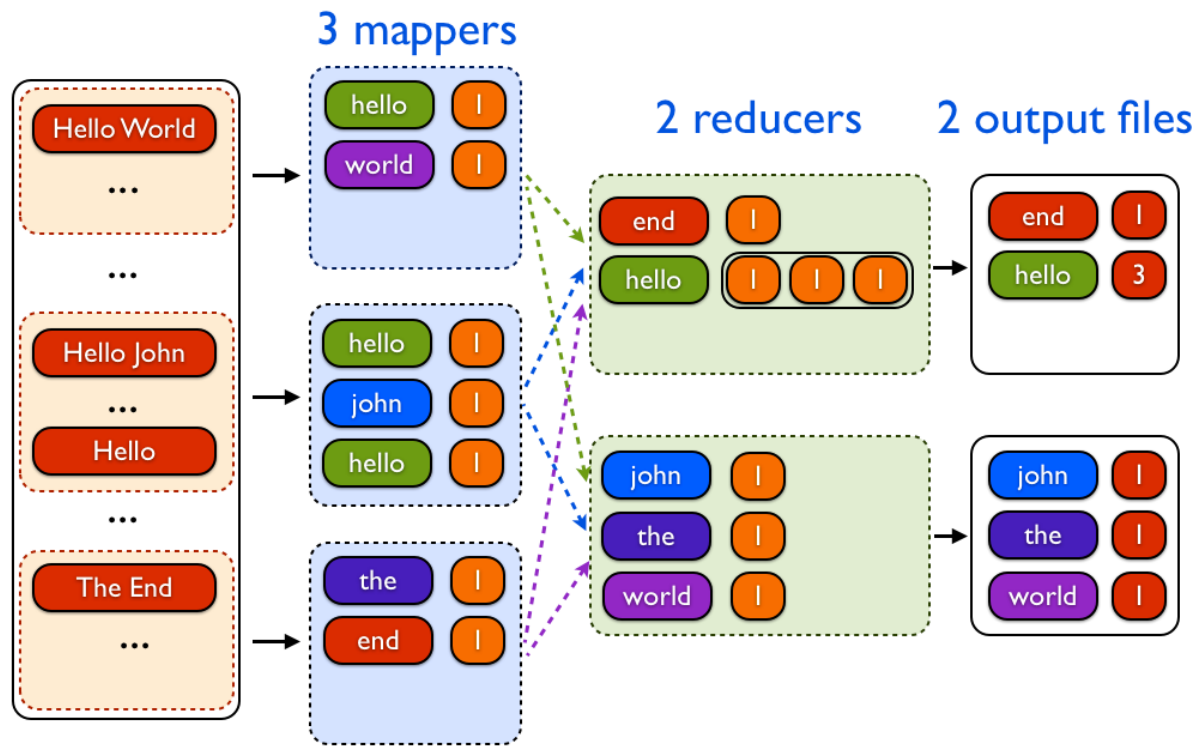 3 mappers
2 reducers
2 output files
Hello World
...
...
Hello John
...
Hello
...
The End
...
hello 1
world 1
hello 1
john 1
hello 1
the 1
end 1
end 1
hello 1 1 1
john 1
the 1
world 1
end 1
hello 3
john 1
the 1
world 1